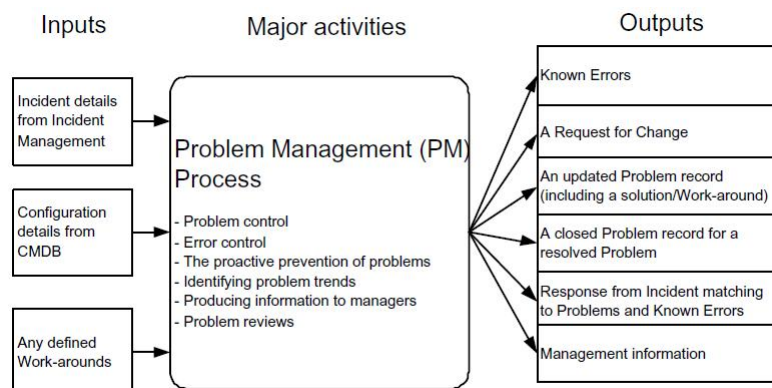 Inputs
Major activities
Outputs
Incident details
from Incident
Management
Configuration
details from
CMDB
Any defined
Work-arounds
Problem Management (PM)
Process
- Problem control
- Error control
- The proactive prevention of problems
- Identifying problem trends
- Producing information to managers
- Problem reviews
Known Errors
A Request for Change
An updated Problem record
(including a solution/Work-around)
A closed Problem record for a
resolved Problem
Response from Incident matching
to Problems and Known Errors
Management information